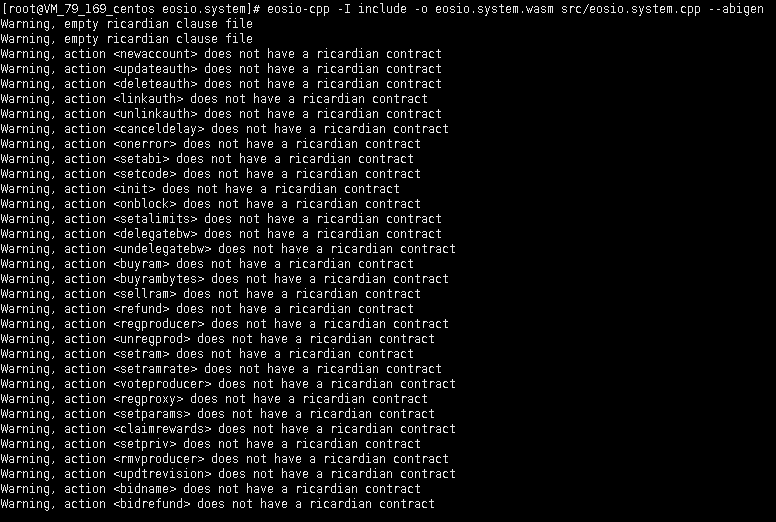 [root@VM_79_169_centos eosio.system]# eosio-cpp -I include -o eosio.system.wasm src/eosio.system.cpp --abigen
Warning, empty ricardian clause file
Warning, empty ricardian clause file
Warning, action <newaccount> does not have a ricardian contract
Warning, action <updateauth> does not have a ricardian contract
Warning, action <deleteauth> does not have a ricardian contract
Warning, action <linkauth> does not have a ricardian contract
Warning, action <unlinkauth> does not have a ricardian contract
Warning, action <canceldelay> does not have a ricardian contract
Warning, action <onerror> does not have a ricardian contract
Warning, action <setabi> does not have a ricardian contract
Warning, action <setcode> does not have a ricardian contract
Warning, action <init> does not have a ricardian contract
Warning, action <onblock> does not have a ricardian contract
Warning, action <setalimits> does not have a ricardian contract
Warning, action <delegatebw> does not have a ricardian contract
Warning, action <undelegatebw> does not have a ricardian contract
Warning, action <buyram> does not have a ricardian contract
Warning, action <buyrambytes> does not have a ricardian contract
Warning, action <sellram> does not have a ricardian contract
Warning, action <refund> does not have a ricardian contract
Warning, action <regproducer> does not have a ricardian contract
Warning, action <unregprod> does not have a ricardian contract
Warning, action <setram> does not have a ricardian contract
Warning, action <setramrate> does not have a ricardian contract
Warning, action <voteproducer> does not have a ricardian contract
Warning, action <regproxy> does not have a ricardian contract
Warning, action <setparams> does not have a ricardian contract
Warning, action <claimrewards> does not have a ricardian contract
Warning, action <setpriv> does not have a ricardian contract
Warning, action <rmvproducer> does not have a ricardian contract
Warning, action <updtrevision> does not have a ricardian contract
Warning, action <bidname> does not have a ricardian contract
Warning, action <bidrefund> does not have a ricardian contract